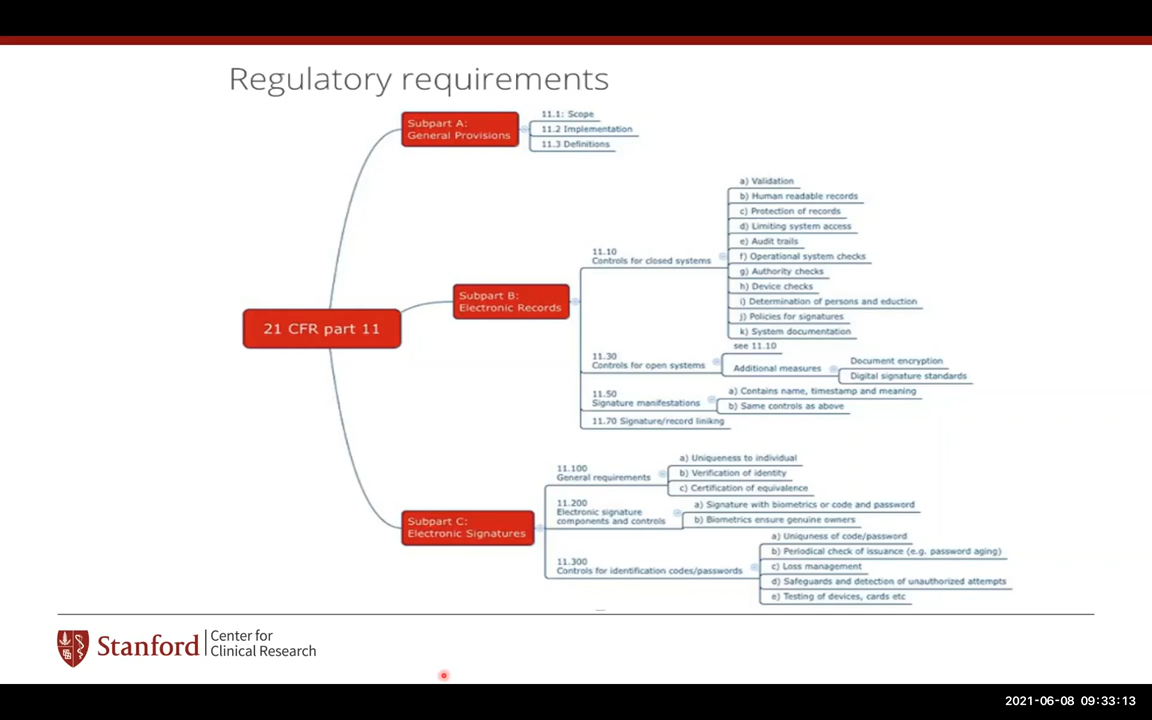 Regulatory requirements
21 CFR part 11
Subpart A:
General Provisions
11.1: Scope
11.2 Implementation
11.3 Definitions
Subpart B:
Electronic Records
11.10
Controls for closed systems
a) Validation
b) Human readable records
c) Protection of records
d) Limiting system access
e) Audit trails
f) Operational system checks
g) Authority checks
h) Device checks
i) Determination of persons and eduction
j) Policies for signatures
k) System documentation
11.30
Controls for open systems
see 11.10
Additional measures
Document encryption
Digital signature standards
11.50
Signature manifestations
a) Contains name, timestamp and meaning
b) Same controls as above
11.70 Signature/record linikng
Subpart C:
Electronic Signatures
11.100
General requirements
a) Uniqueness to individual
b) Verification of identity
c) Certification of equivalence
11.200
Electronic signature
components and controls
a) Signature with biometrics or code and password
b) Biometrics ensure genuine owners
11.300
Controls for identification codes/passwords
a) Uniquness of code/password
b) Periodical check of issuance (e.g. password aging)
c) Loss management
d) Safeguards and detection of unauthorized attempts
e) Testing of devices, cards etc
Stanford
Center for
Clinical Research
2021-06-08 09:33:13